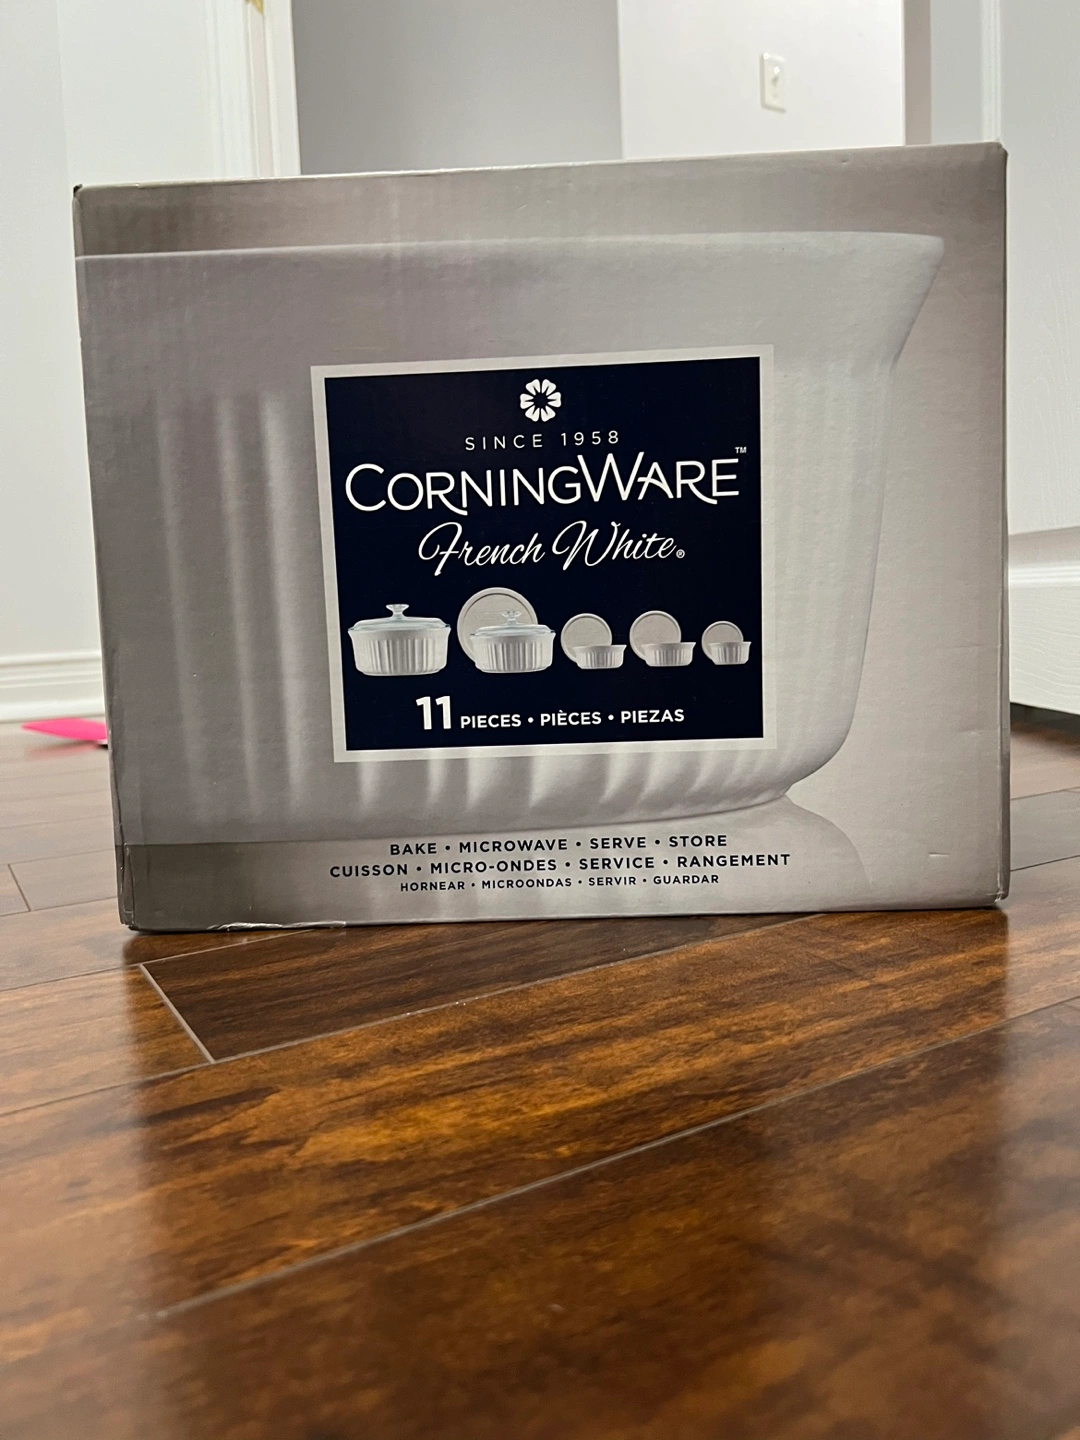 SINCE 1958
CORNINGWARE™
French White®
11 PIECES • PIÈCES • PIEZAS
BAKE • MICROWAVE • SERVE • STORE
CUISSON • MICRO-ONDES • SERVICE • RANGEMENT
HORNEAR • MICROONDAS • SERVIR • GUARDAR